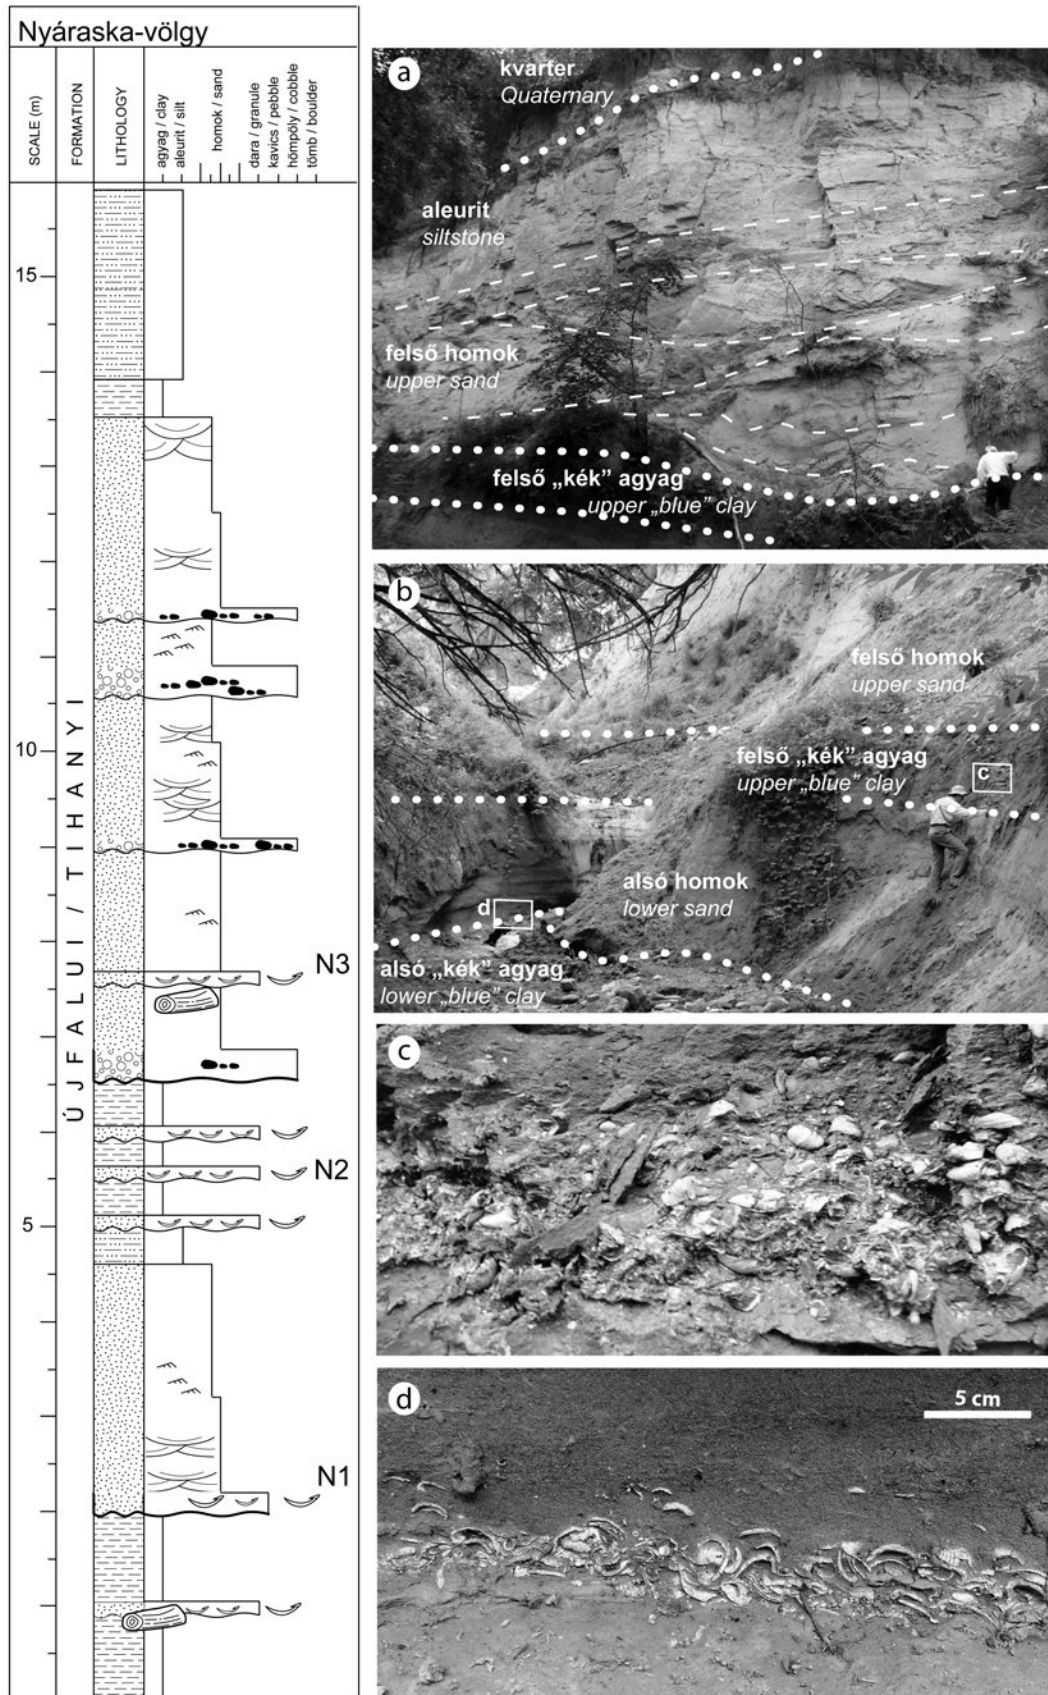 Nyáraska-völgy
SCALE (m)
FORMATION
LITHOLOGY
agyag / clay
aleurit / silt
homok / sand
dara / granule
kavics / pebble
hömpöly / cobble
tömb / boulder
15
10
5
ÚJFALUI / TIHANYI
N3
N2
N1
a
kvarter
Quaternary
aleurit
siltstone
felső homok
upper sand
felső „kék” agyag
upper „blue” clay
b
felső homok
upper sand
felső „kék” agyag
upper „blue” clay
c
alsó homok
lower sand
d
alsó „kék” agyag
lower „blue” clay
c
d
5 cm